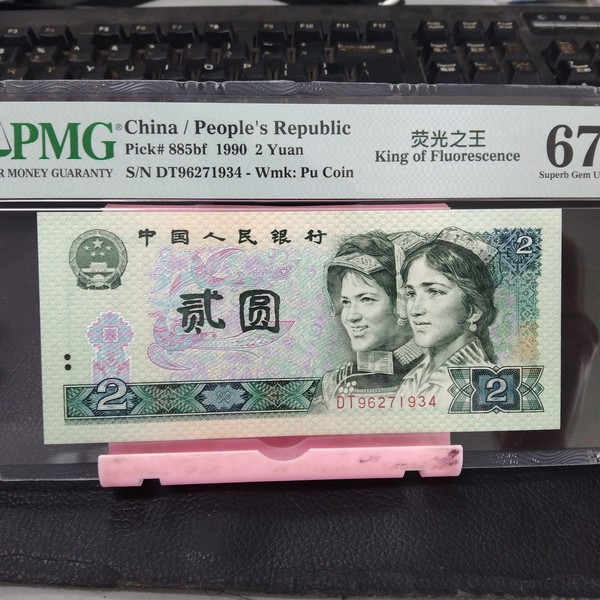 PMG®
R MONEY GUARANTY
China / People's Republic
Pick# 885bf 1990 2 Yuan
S/N DT96271934 - Wmk: Pu Coin
荧光之王
King of Fluorescence
67
Superb Gem U
中国人民银行
贰圆
2
2
2
DT96271934